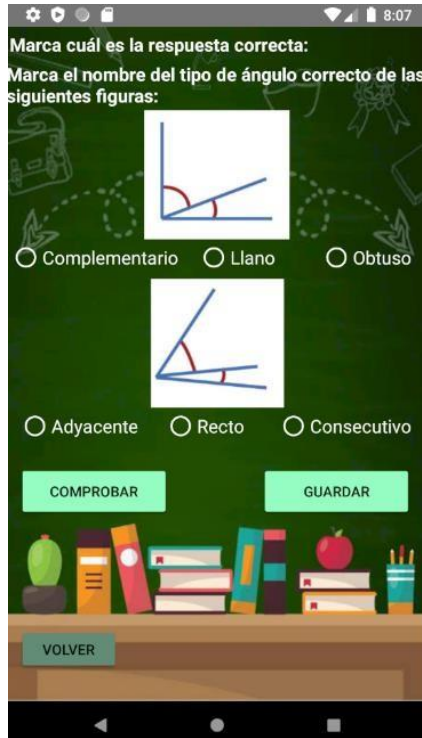 8:07
Marca cuál es la respuesta correcta:
Marca el nombre del tipo de ángulo correcto de las
siguientes figuras:
Complementario Llano Obtuso
Adyacente Recto Consecutivo
COMPROBAR GUARDAR
VOLVER